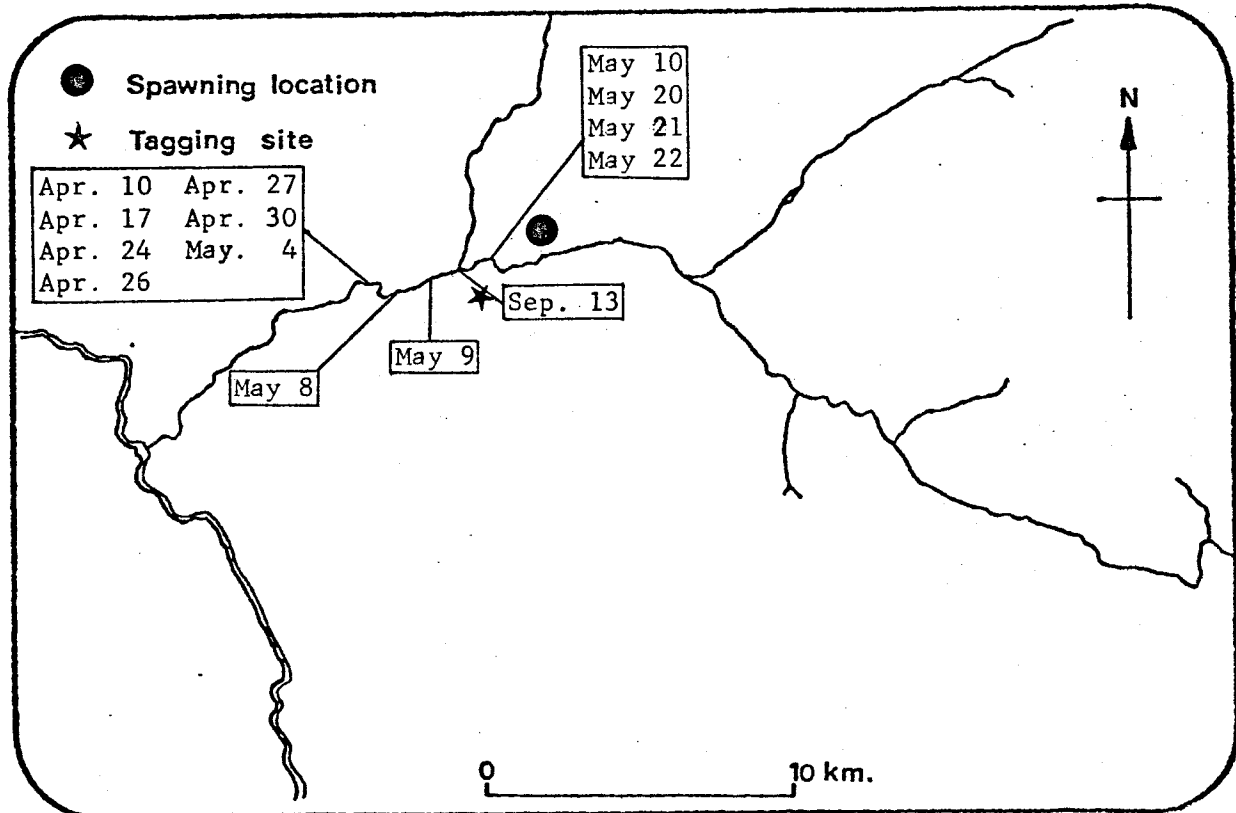 Spawning location
Tagging site
Apr. 10 Apr. 27
Apr. 17 Apr. 30
Apr. 24 May. 4
Apr. 26
May 10
May 20
May 21
May 22
N
Sep. 13
May 9
May 8
0 10 km.